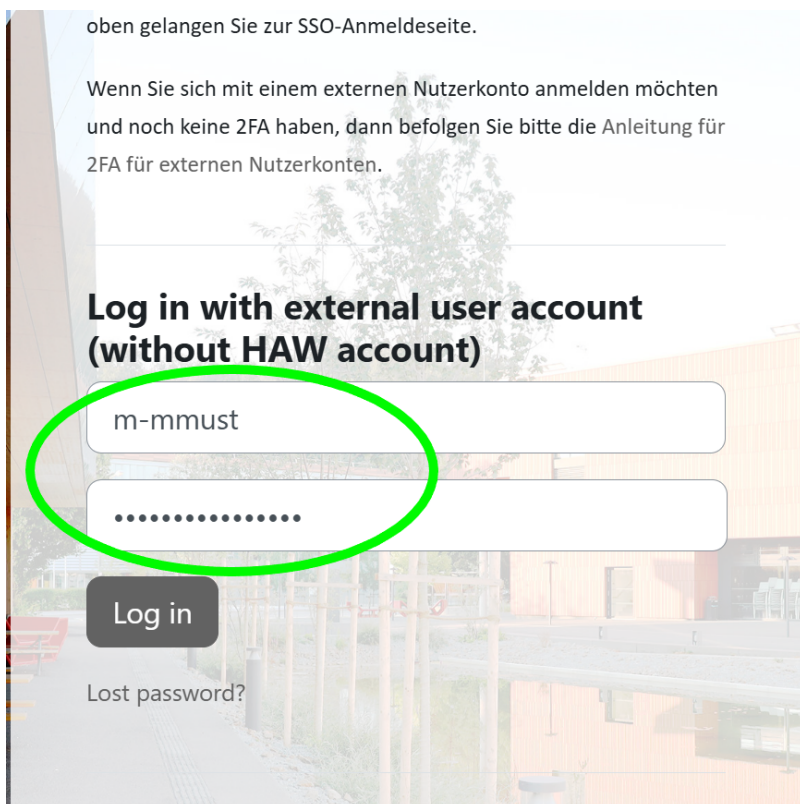 oben gelangen Sie zur SSO-Anmeldeseite.
Wenn Sie sich mit einem externen Nutzerkonto anmelden möchten
und noch keine 2FA haben, dann befolgen Sie bitte die Anleitung für
2FA für externen Nutzerkonten.
Log in with external user account
(without HAW account)
m-mmust
••••••••••••••••
Log in
Lost password?